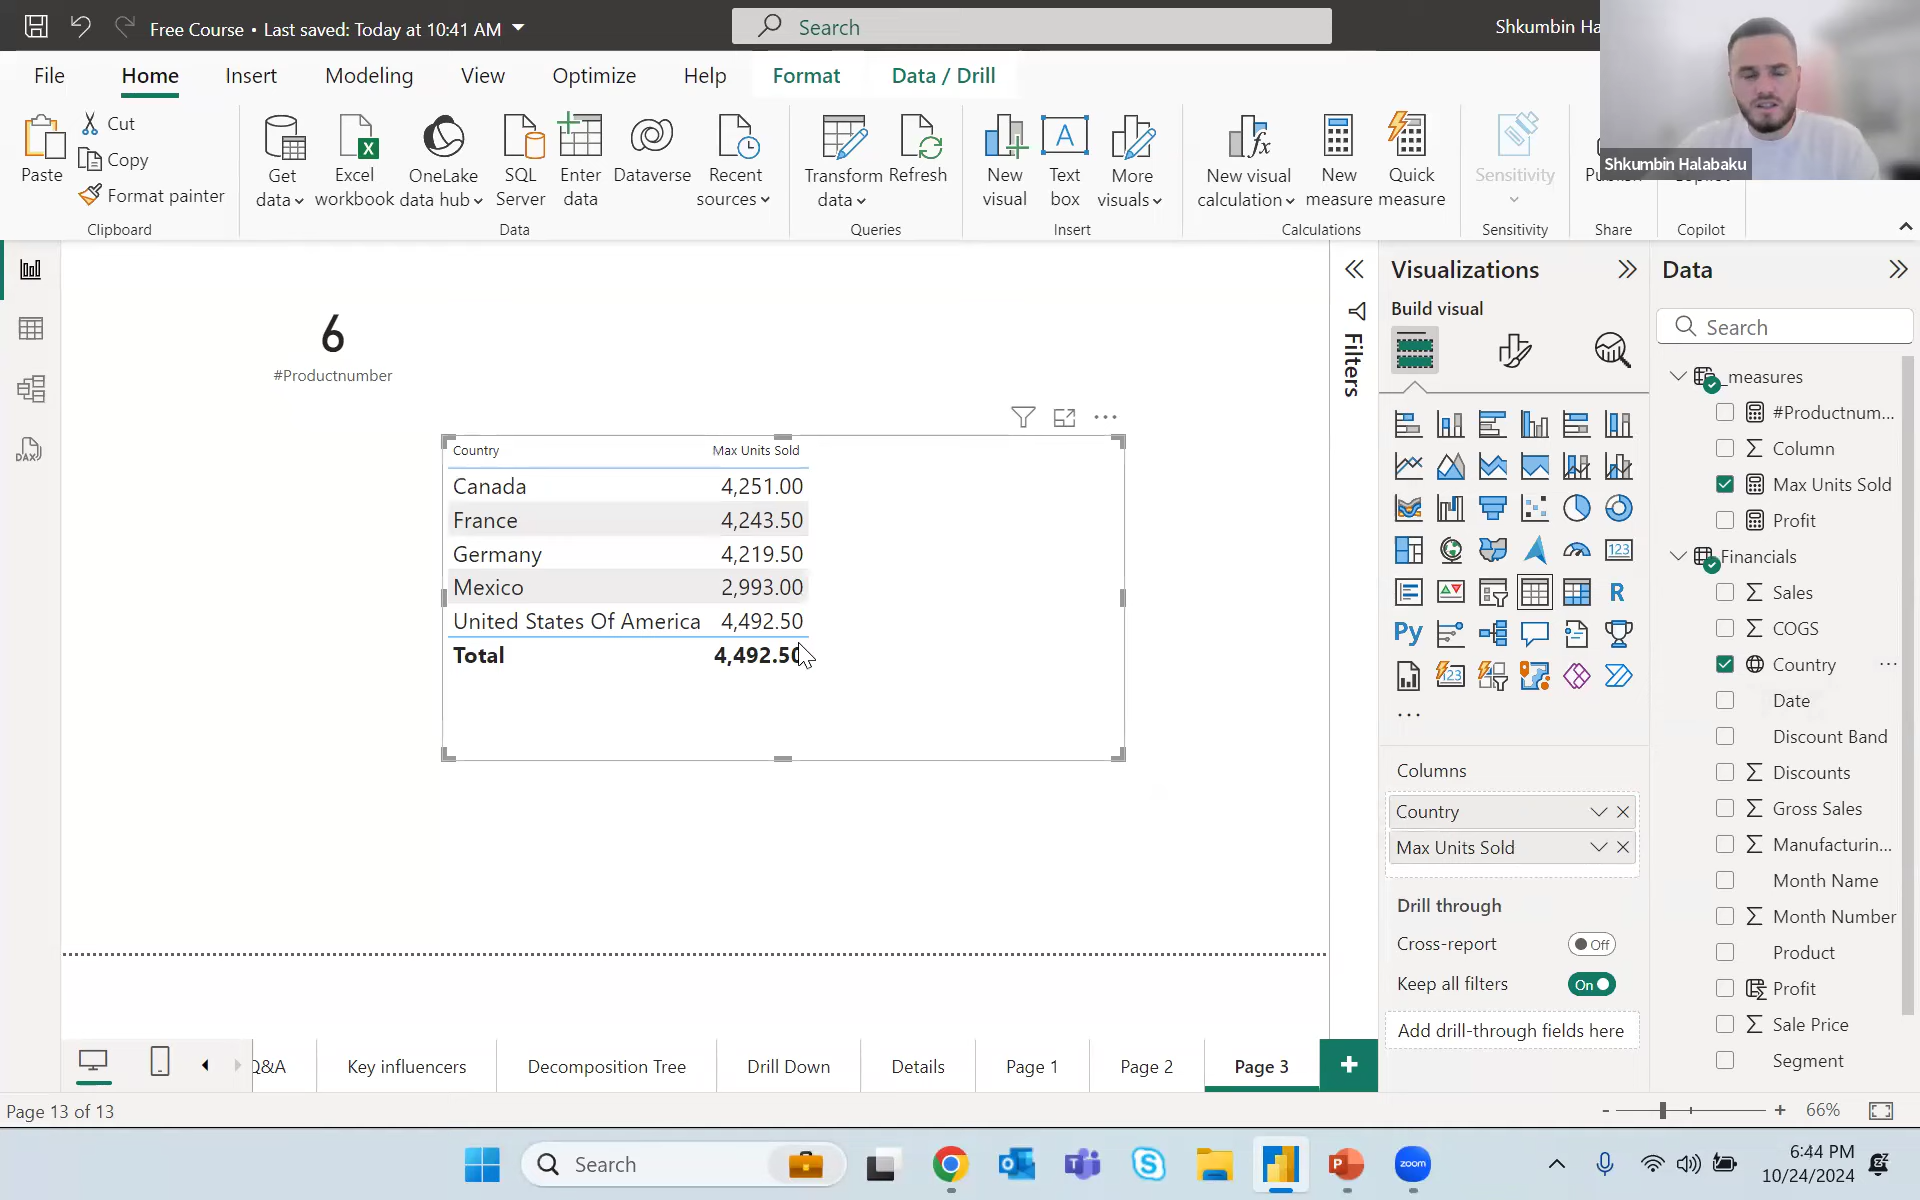 Free Course • Last saved: Today at 10:41 AM
Search
Shkumbin Ha
Shkumbin Halabaku
File
Home
Insert
Modeling
View
Optimize
Help
Format
Data / Drill
Paste
Cut
Copy
Format painter
Clipboard
Get data
Excel workbook
OneLake data hub
SQL Server
Enter data
Dataverse
Recent sources
Data
Transform data
Refresh
Queries
New visual
A
Text box
More visuals
Insert
New visual calculation
New measure
Quick measure
Calculations
Sensitivity
Sensitivity
Share
Copilot
DAX
6
#Productnumber
Country Max Units Sold
Canada 4,251.00
France 4,243.50
Germany 4,219.50
Mexico 2,993.00
United States Of America 4,492.50
Total 4,492.50
Filters
Visualizations
Build visual
123
R
Py
123
Columns
Country
Max Units Sold
Drill through
Cross-report
Off
Keep all filters
On
Add drill-through fields here
Data
Search
_measures
#Productnum...
Column
Max Units Sold
Profit
Financials
Sales
COGS
Country
Date
Discount Band
Discounts
Gross Sales
Manufacturin...
Month Name
Month Number
Product
Profit
Sale Price
Segment
Q&A
Key influencers
Decomposition Tree
Drill Down
Details
Page 1
Page 2
Page 3
Page 13 of 13
66%
Search
zoom
6:44 PM
10/24/2024